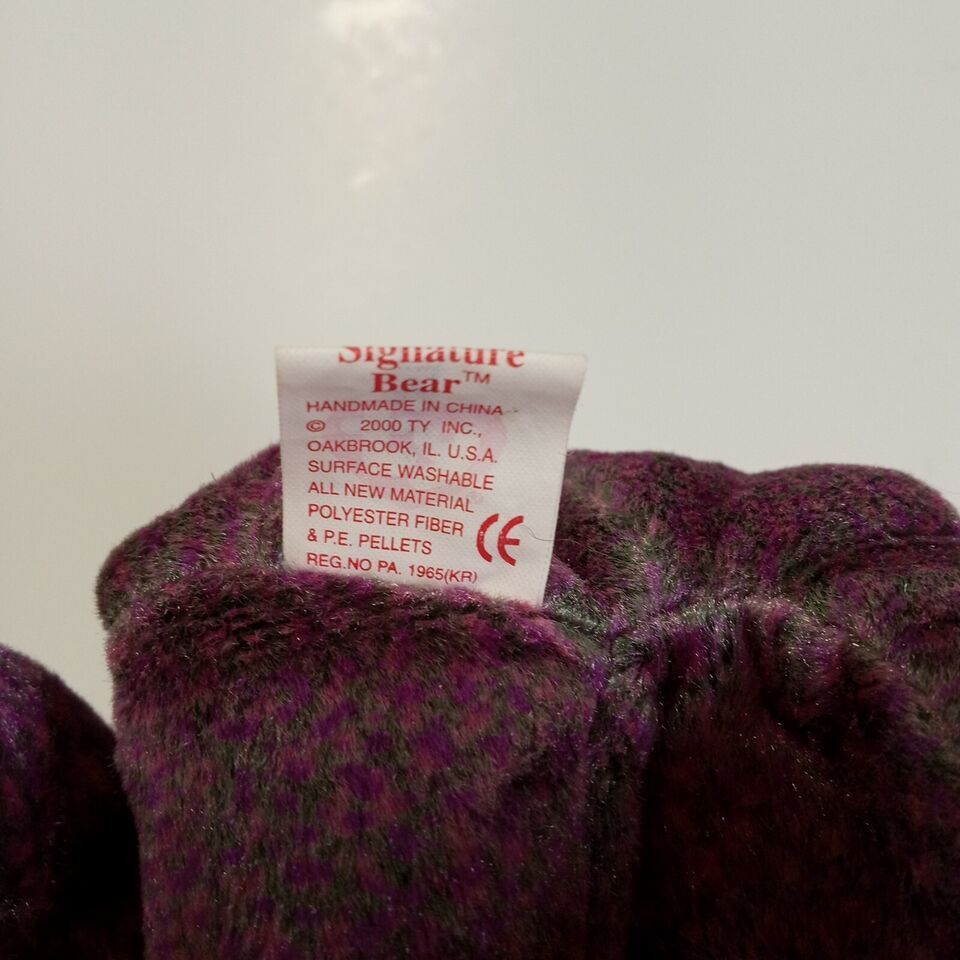 Signature
Bear™
HANDMADE IN CHINA
© 2000 TY INC.,
OAKBROOK, IL. U.S.A.
SURFACE WASHABLE
ALL NEW MATERIAL
POLYESTER FIBER
& P.E. PELLETS
CE
REG.NO PA. 1965(KR)